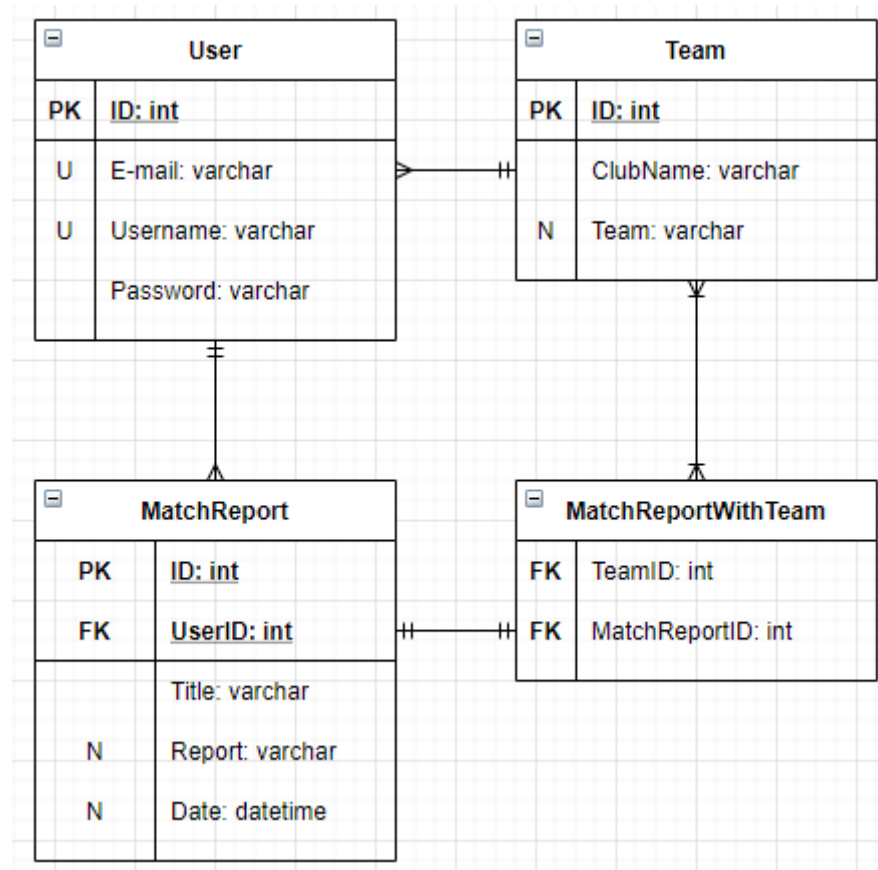 User
PK ID: int
U E-mail: varchar
U Username: varchar
Password: varchar
Team
PK ID: int
ClubName: varchar
N Team: varchar
MatchReport
PK ID: int
FK UserID: int
Title: varchar
N Report: varchar
N Date: datetime
MatchReportWithTeam
FK TeamID: int
FK MatchReportID: int